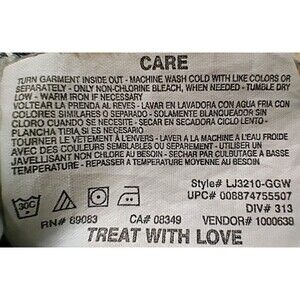 CARE
TURN GARMENT INSIDE OUT - MACHINE WASH COLD WITH LIKE COLORS OR
SEPARATELY - ONLY NON-CHLORINE BLEACH, WHEN NEEDED - TUMBLE DRY
LOW - WARM IRON IF NECESSARY
VOLTEAR LA PRENDA AL REVES - LAVAR EN LAVADORA CON AGUA FRIA CON
COLORES SIMILARES O SEPARADO - SOLAMENTE BLANQUEADOR SIN
CLORO CUANDO SE NECESITE - SECAR EN SECADORA CICLO LENTO -
PLANCHA TIBIA SI ES NECESARIO
TOURNER LE VÊTEMENT À L'ENVERS - LAVER À LA MACHINE À L'EAU FROIDE
AVEC DES COULEURS SEMBLABLES OU SÉPARÉMENT - UTILISER UN
JAVELLISANT NON CHLORE AU BESOIN - SECHAR PAR CULBUTAGE A BASSE
TEMPERATURE - REPASSER A TEMPERATURE MOYENNE AU BESOIN
30C
Style# LJ3210-GGW
UPC# 008874755507
DIV# 313
RN# 89083 CA# 08349 VENDOR# 1000638
TREAT WITH LOVE